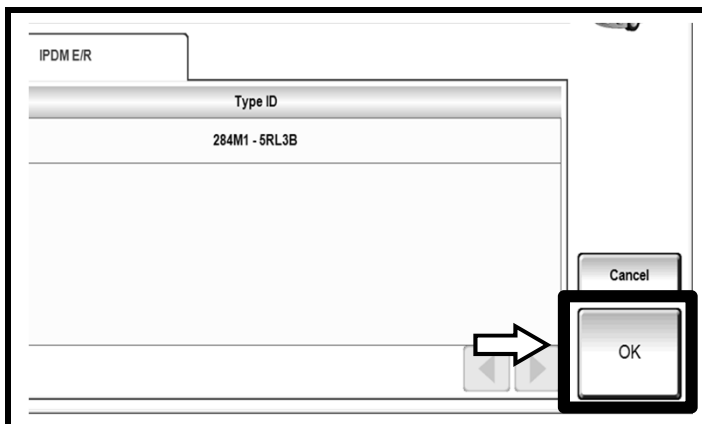 IPDM E/R
Type ID
284M1 - 5RL3B
Cancel
OK